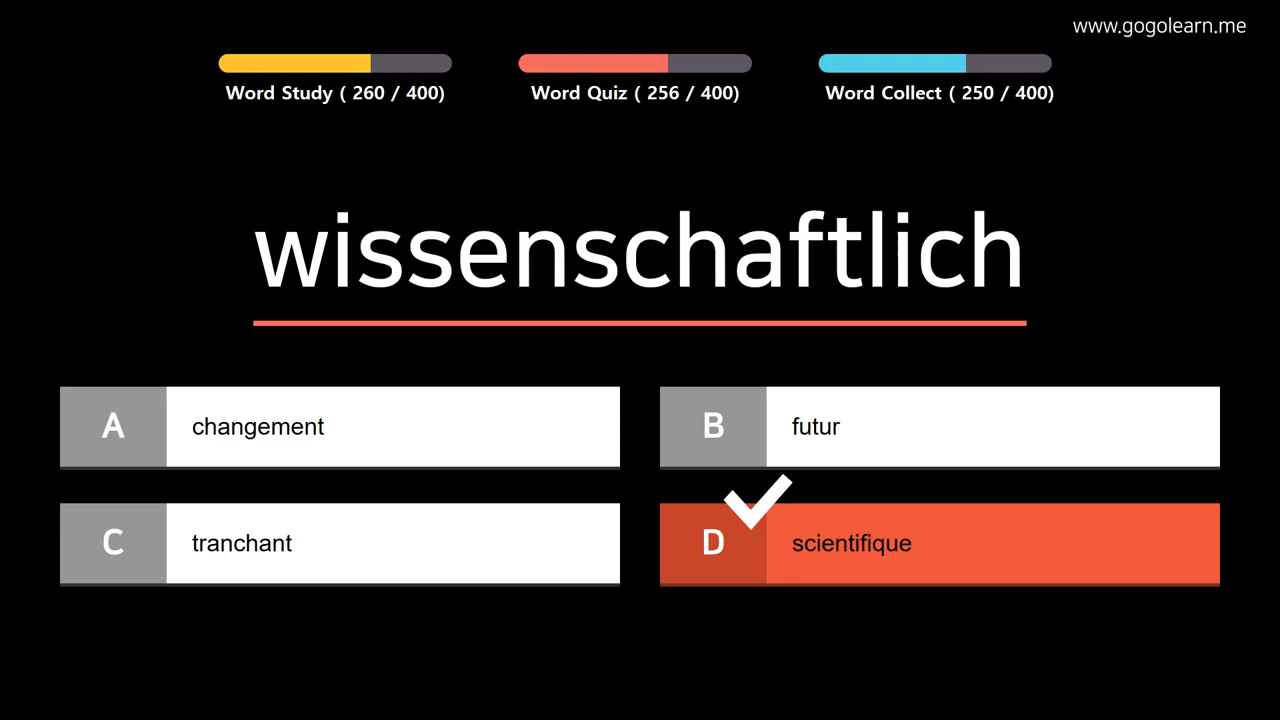 www.gogolearn.me
Word Study ( 260 / 400)
Word Quiz ( 256 / 400)
Word Collect ( 250 / 400)
wissenschaftlich
A changement
B futur
C tranchant
D scientifique